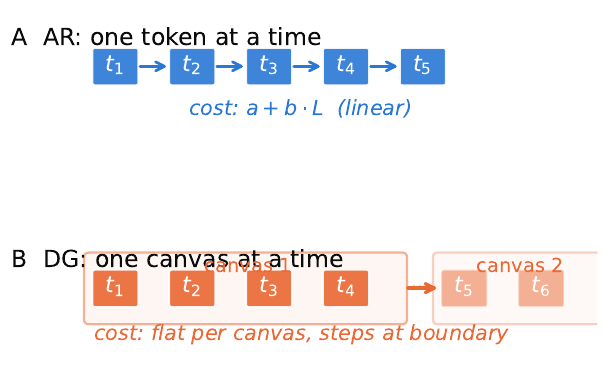 A AR: one token at a time
t₁ t₂ t₃ t₄ t₅
cost: a + b · L (linear)
B DG: one canvas at a time
canvas 1 canvas 2
t₁ t₂ t₃ t₄ t₅ t₆
cost: flat per canvas, steps at boundary